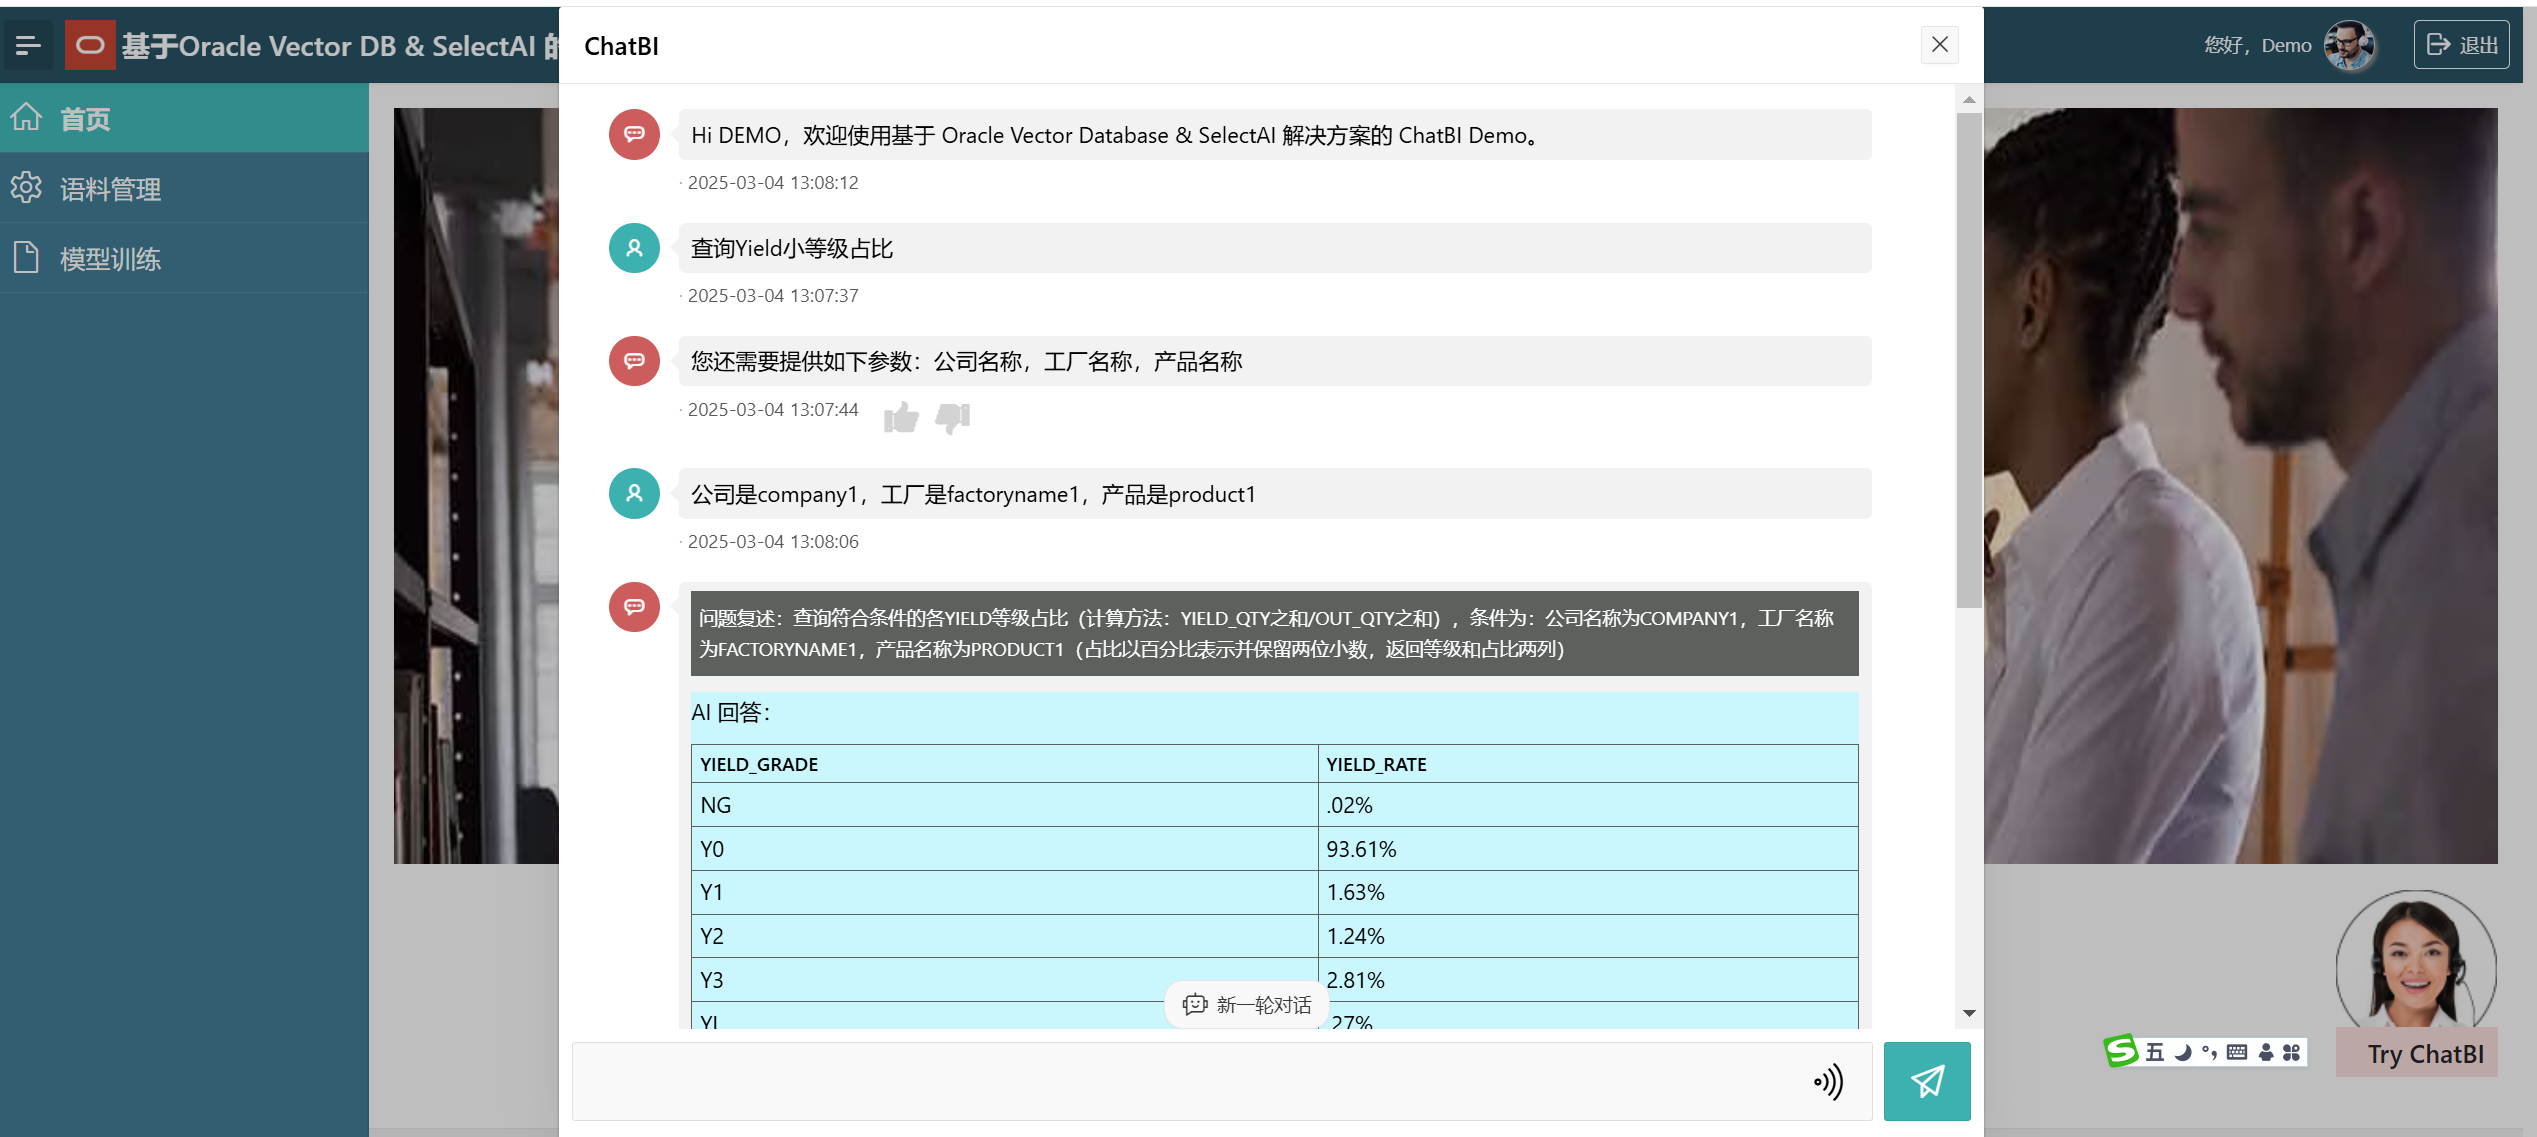 基于Oracle Vector DB & SelectAI
您好，Demo
退出
首页
语料管理
模型训练
ChatBI
Hi DEMO，欢迎使用基于 Oracle Vector Database & SelectAI 解决方案的 ChatBI Demo。
· 2025-03-04 13:08:12
查询Yield小等级占比
· 2025-03-04 13:07:37
您还需要提供如下参数：公司名称，工厂名称，产品名称
· 2025-03-04 13:07:44
公司是company1，工厂是factoryname1，产品是product1
· 2025-03-04 13:08:06
问题复述：查询符合条件的各YIELD等级占比（计算方法：YIELD_QTY之和/OUT_QTY之和），条件为：公司名称为COMPANY1，工厂名称
为FACTORYNAME1，产品名称为PRODUCT1（占比以百分比表示并保留两位小数，返回等级和占比两列）
AI 回答：
YIELD_GRADE YIELD_RATE
NG .02%
Y0 93.61%
Y1 1.63%
Y2 1.24%
Y3 2.81%
.27%
新一轮对话
五
Try ChatBI